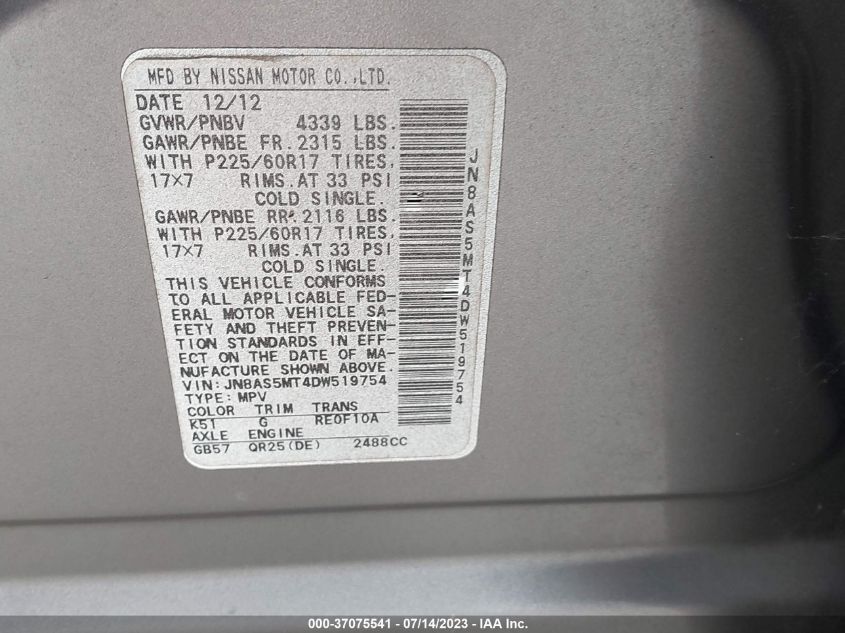 MFD BY NISSAN MOTOR CO.,LTD.
DATE 12/12
GVWR/PNBV 4339 LBS.
GAWR/PNBE FR. 2315 LBS.
WITH P225/60R17 TIRES.
17×7 RIMS.AT 33 PSI
COLD SINGLE.
GAWR/PNBE RR. 2116 LBS.
WITH P225/60R17 TIRES.
17×7 RIMS.AT 33 PSI
COLD SINGLE.
THIS VEHICLE CONFORMS
TO ALL APPLICABLE FED-
ERAL MOTOR VEHICLE SA-
FETY AND THEFT PREVEN-
TION STANDARDS IN EFF-
ECT ON THE DATE OF MA-
NUFACTURE SHOWN ABOVE.
VIN: JN8AS5MT4DW519754
TYPE: MPV
COLOR TRIM TRANS
K51 G RE0F10A
AXLE ENGINE
GB57 QR25(DE) 2488CC
JN8AS5MT4DW519754
000-37075541 - 07/14/2023 - IAA Inc.